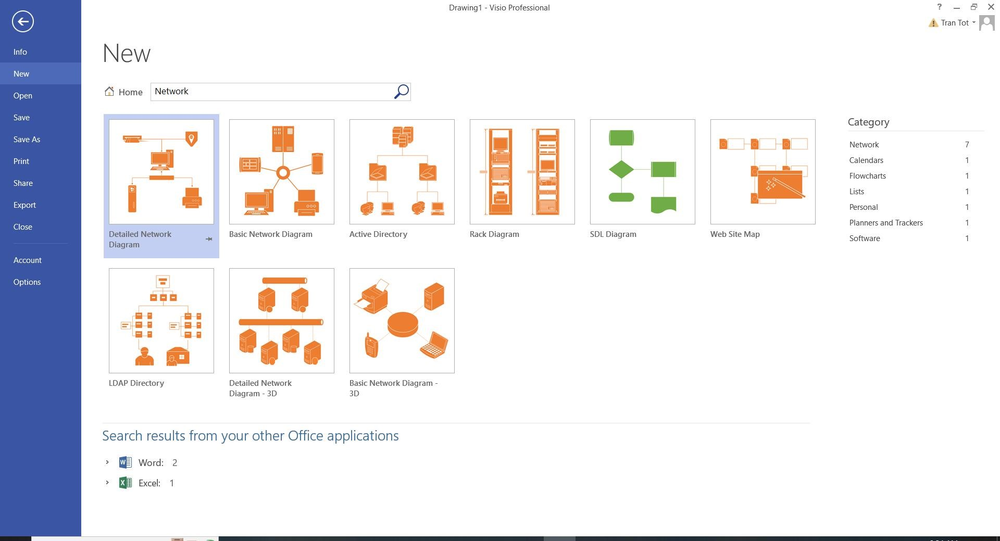 Drawing1 - Visio Professional
?
Tran Tot
Info
New
Open
Save
Save As
Print
Share
Export
Close
Account
Options
New
Home
Network
Detailed Network
Diagram
Basic Network Diagram
Active Directory
Rack Diagram
SDL Diagram
Web Site Map
LDAP Directory
Detailed Network
Diagram - 3D
Basic Network Diagram -
3D
Category
Network 7
Calendars 1
Flowcharts 1
Lists 1
Personal 1
Planners and Trackers 1
Software 1
Search results from your other Office applications
Word: 2
Excel: 1